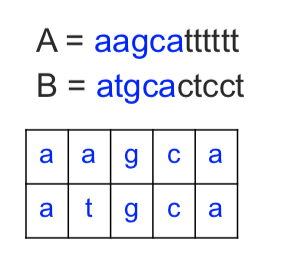 A = aagcatttttt
B = atgcactcct
a a g c a
a t g c a